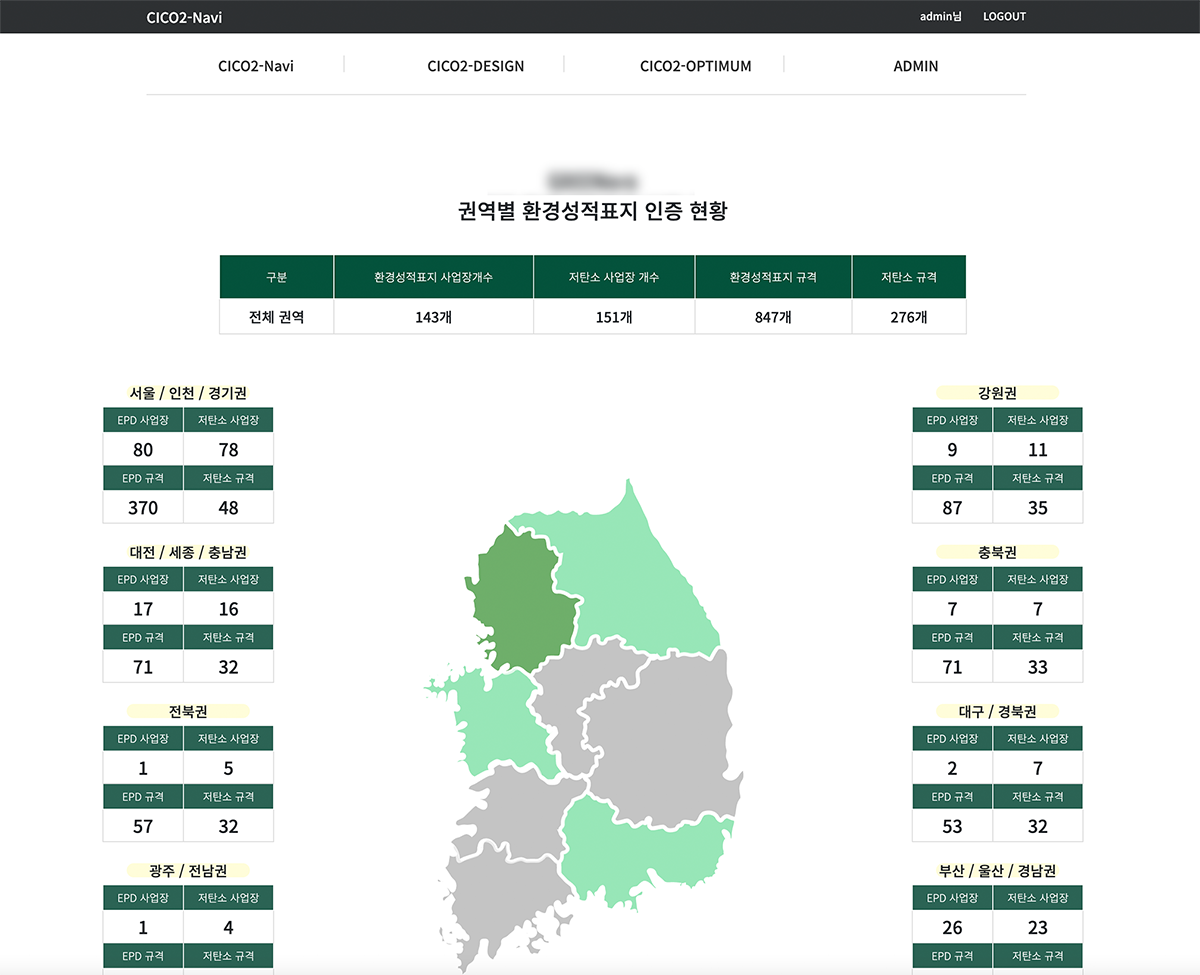 CICO2-Navi
admin님 LOGOUT
CICO2-Navi CICO2-DESIGN CICO2-OPTIMUM ADMIN
권역별 환경성적표지 인증 현황
구분 환경성적표지 사업장개수 저탄소 사업장 개수 환경성적표지 규격 저탄소 규격
전체 권역 143개 151개 847개 276개
서울 / 인천 / 경기권
EPD 사업장 저탄소 사업장
80 78
EPD 규격 저탄소 규격
370 48
대전 / 세종 / 충남권
EPD 사업장 저탄소 사업장
17 16
EPD 규격 저탄소 규격
71 32
전북권
EPD 사업장 저탄소 사업장
1 5
EPD 규격 저탄소 규격
57 32
광주 / 전남권
EPD 사업장 저탄소 사업장
1 4
EPD 규격 저탄소 규격
강원권
EPD 사업장 저탄소 사업장
9 11
EPD 규격 저탄소 규격
87 35
충북권
EPD 사업장 저탄소 사업장
7 7
EPD 규격 저탄소 규격
71 33
대구 / 경북권
EPD 사업장 저탄소 사업장
2 7
EPD 규격 저탄소 규격
53 32
부산 / 울산 / 경남권
EPD 사업장 저탄소 사업장
26 23
EPD 규격 저탄소 규격